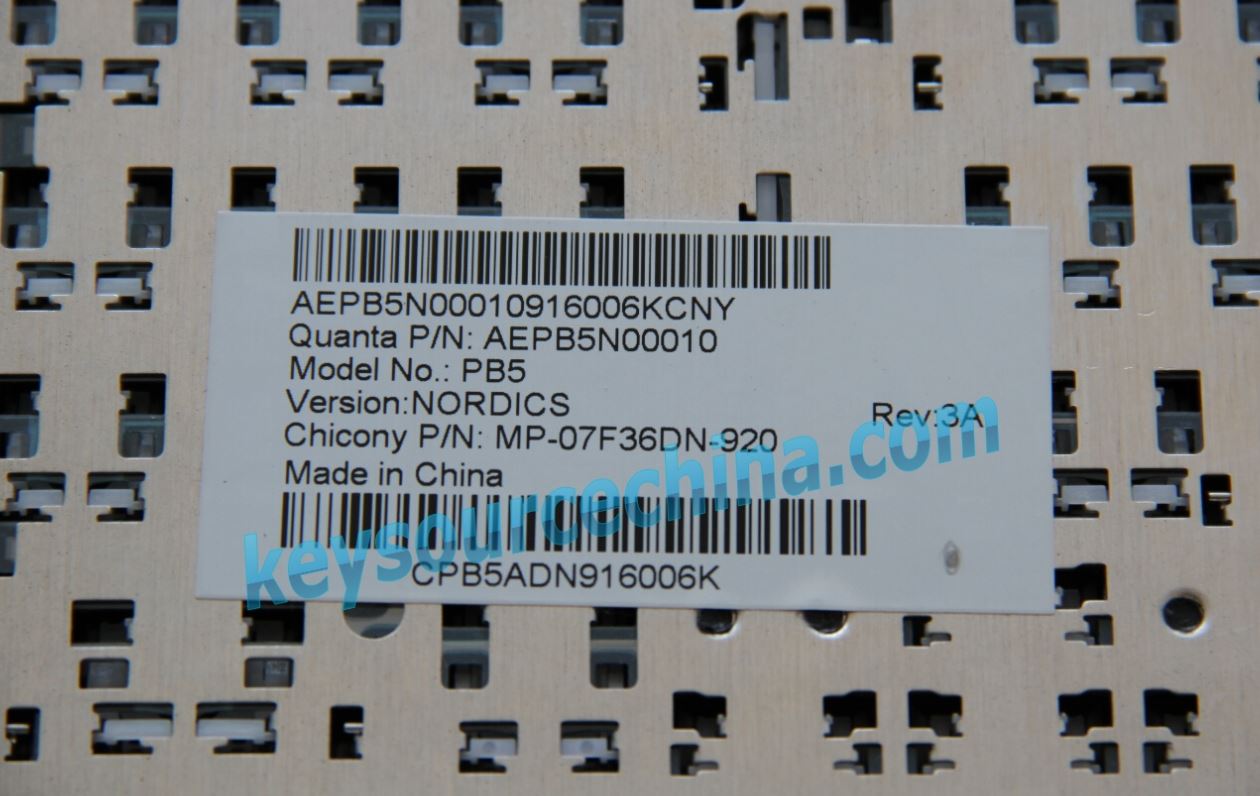 AEPB5N00010916006KCNY
Quanta P/N: AEPB5N00010
Model No.: PB5
Version:NORDICS
Rev:3A
Chicony P/N: MP-07F36DN-920
Made in China
keysourcechina.com
CPB5ADN916006K